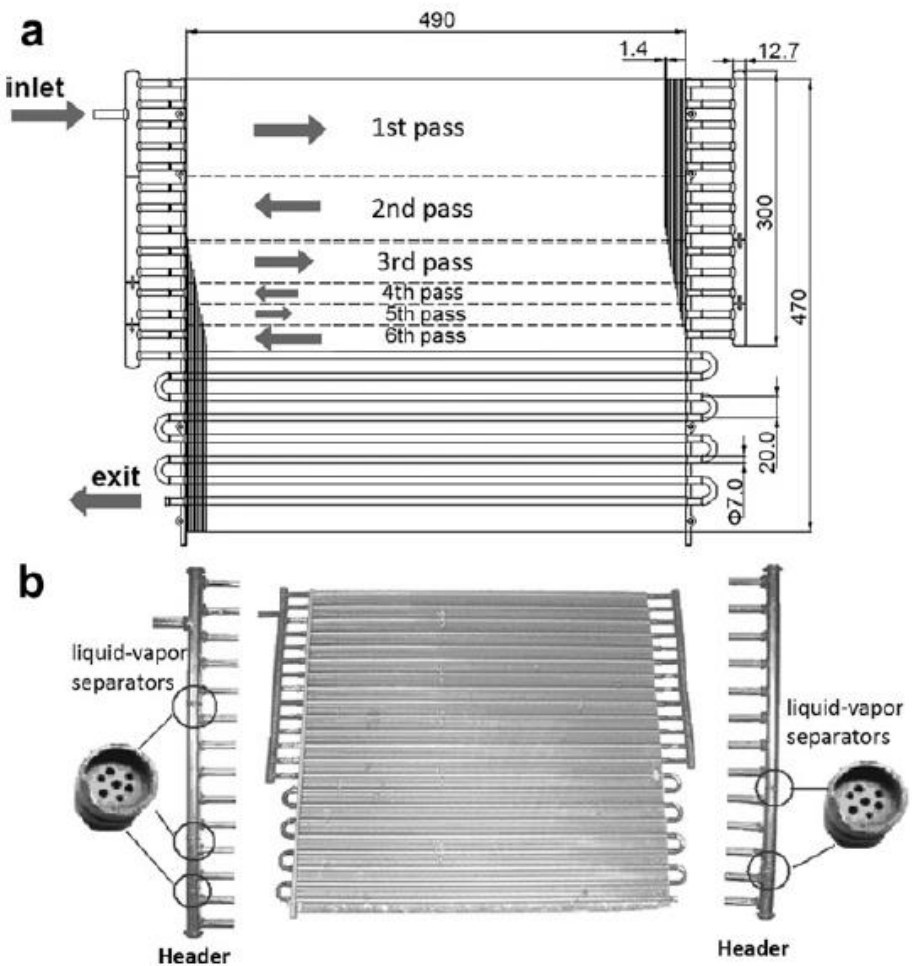 a
490
1.4
12.7
inlet
1st pass
2nd pass
3rd pass
4th pass
5th pass
6th pass
300
470
20.0
Φ7.0
exit
b
liquid-vapor
separators
liquid-vapor
separators
Header
Header